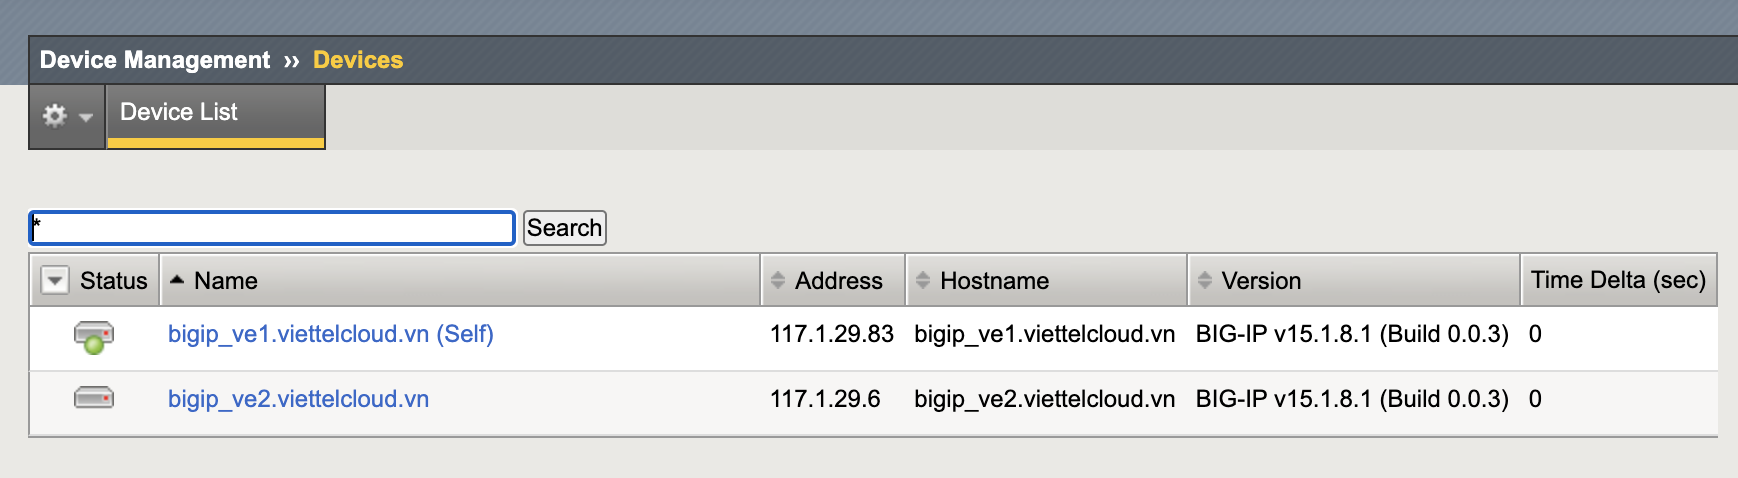 Device Management ›› Devices
Device List
*
Search
Status Name Address Hostname Version Time Delta (sec)
bigip_ve1.viettelcloud.vn (Self) 117.1.29.83 bigip_ve1.viettelcloud.vn BIG-IP v15.1.8.1 (Build 0.0.3) 0
bigip_ve2.viettelcloud.vn 117.1.29.6 bigip_ve2.viettelcloud.vn BIG-IP v15.1.8.1 (Build 0.0.3) 0